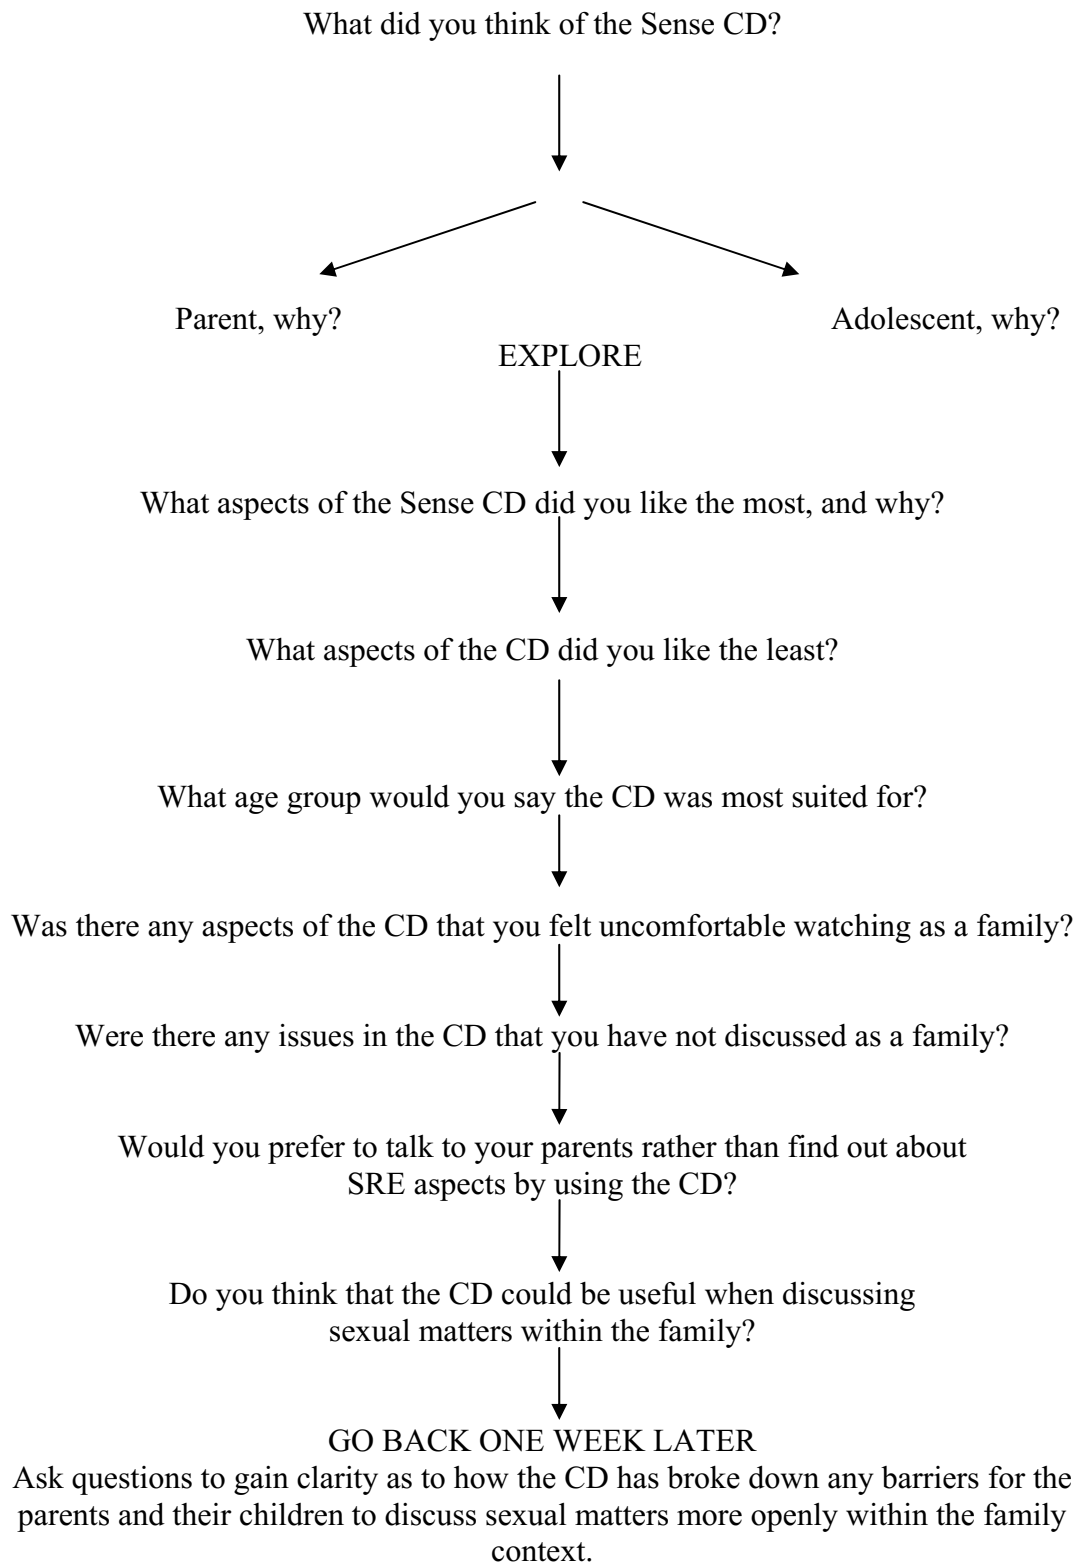 What did you think of the Sense CD?
Parent, why?
Adolescent, why?
EXPLORE
What aspects of the Sense CD did you like the most, and why?
What aspects of the CD did you like the least?
What age group would you say the CD was most suited for?
Was there any aspects of the CD that you felt uncomfortable watching as a family?
Were there any issues in the CD that you have not discussed as a family?
Would you prefer to talk to your parents rather than find out about
SRE aspects by using the CD?
Do you think that the CD could be useful when discussing
sexual matters within the family?
GO BACK ONE WEEK LATER
Ask questions to gain clarity as to how the CD has broke down any barriers for the
parents and their children to discuss sexual matters more openly within the family
context.